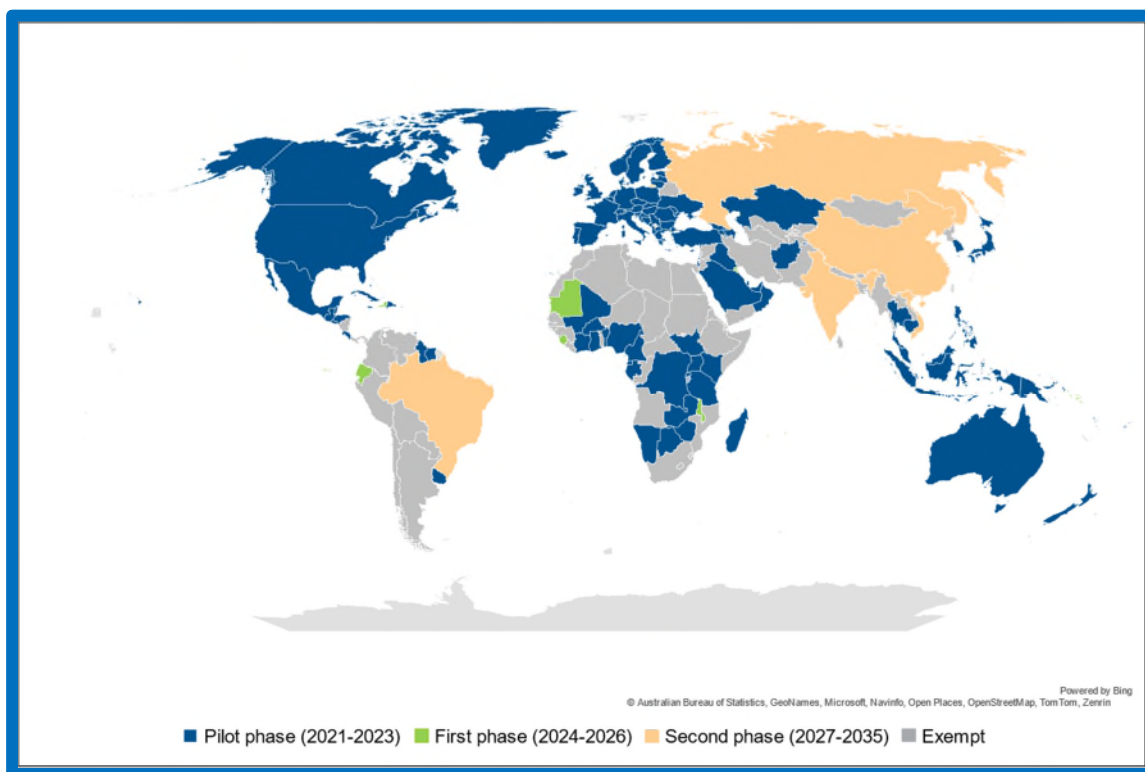 Powered by Bing
© Australian Bureau of Statistics, GeoNames, Microsoft, Navinfo, Open Places, OpenStreetMap, TomTom, Zenrin
Pilot phase (2021-2023) First phase (2024-2026) Second phase (2027-2035) Exempt